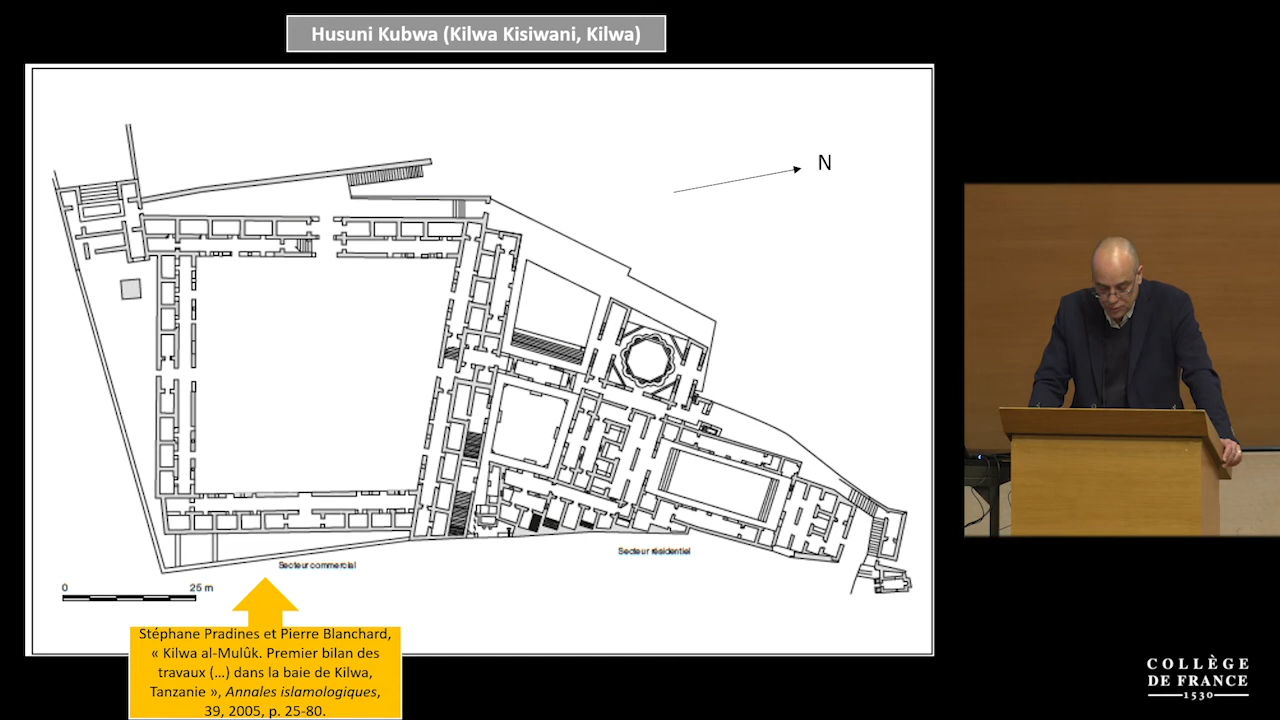 Husuni Kubwa (Kilwa Kisiwani, Kilwa)
N
Secteur résidentiel
Secteur commercial
0 25 m
Stéphane Pradines et Pierre Blanchard,
« Kilwa al-Mulûk. Premier bilan des
travaux (…) dans la baie de Kilwa,
Tanzanie », Annales islamologiques,
39, 2005, p. 25-80.
COLLÈGE
DE FRANCE
1530